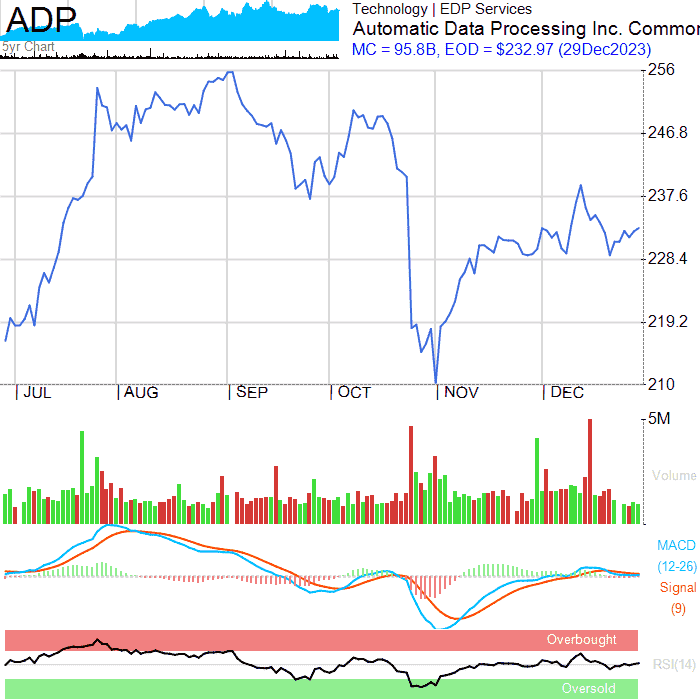 ADP
5yr Chart
Technology | EDP Services
Automatic Data Processing Inc. Common
MC = 95.8B, EOD = $232.97 (29Dec2023)
256
246.8
237.6
228.4
219.2
210
JUL AUG SEP OCT NOV DEC
5M
Volume
MACD
(12-26)
Signal
(9)
Overbought
RSI(14)
Oversold